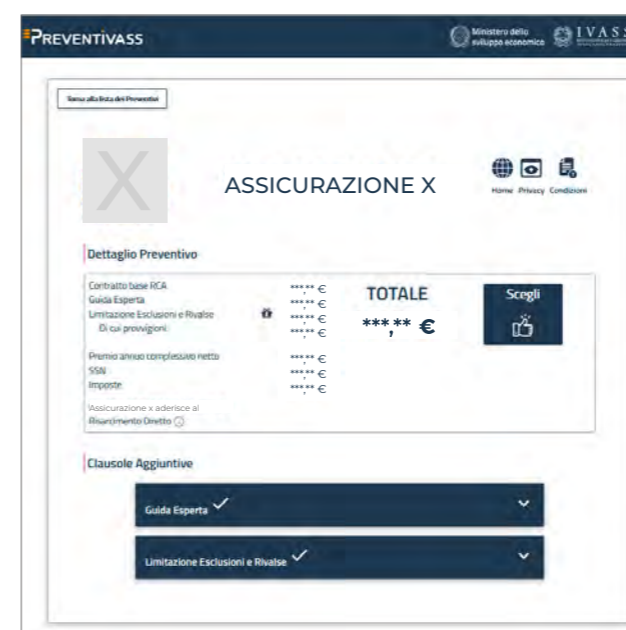 PREVENTIVASS
Ministero dello
sviluppo economico
IVASS
Torna alla lista dei Preventivi
X
ASSICURAZIONE X
Home Privacy Condizioni
Dettaglio Preventivo
Contratto base RCA ***,** €
Guida Esperta ***,** €
Limitazione Esclusioni e Rivalse ***,** €
Di cui provvigioni ***,** €
TOTALE
***,** €
Scegli
Premio annuo complessivo netto ***,** €
SSN ***,** €
Imposte ***,** €
Assicurazione x aderisce al
Risarcimento Diretto
Clausole Aggiuntive
Guida Esperta
Limitazione Esclusioni e Rivalse